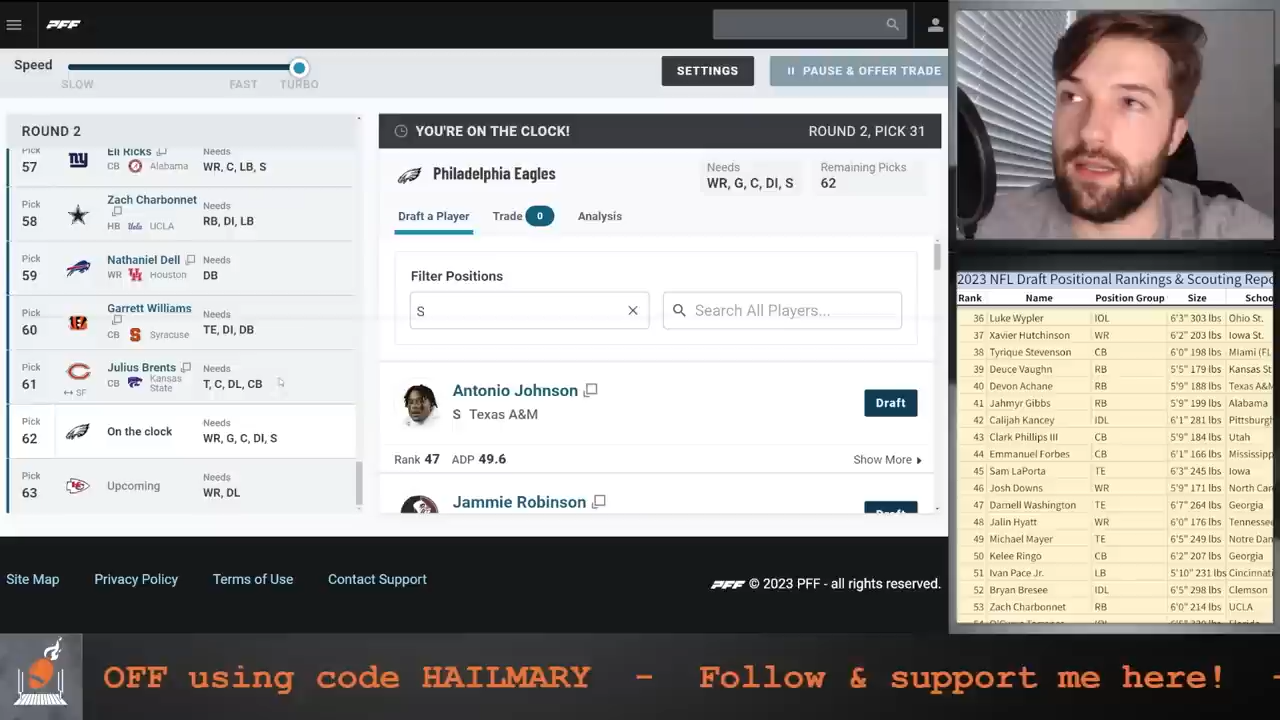 PFF
Speed
SLOW
FAST
TURBO
SETTINGS
PAUSE & OFFER TRADE
ROUND 2
Pick
57
Eli Ricks
CB Alabama
Needs
WR, C, LB, S
Pick
58
Zach Charbonnet
HB Ucla UCLA
Needs
RB, DI, LB
Pick
59
Nathaniel Dell
WR Houston
Needs
DB
Pick
60
Garrett Williams
CB Syracuse
Needs
TE, DI, DB
Pick
61
↔ SF
Julius Brents
CB Kansas
State
Needs
T, C, DL, CB
Pick
62
On the clock
Needs
WR, G, C, DI, S
Pick
63
Upcoming
Needs
WR, DL
YOU'RE ON THE CLOCK!
ROUND 2, PICK 31
Philadelphia Eagles
Needs
WR, G, C, DI, S
Remaining Picks
62
Draft a Player
Trade 0
Analysis
Filter Positions
S
Search All Players...
Antonio Johnson
S Texas A&M
Draft
Rank 47 ADP 49.6
Show More
Jammie Robinson
Draft
Site Map
Privacy Policy
Terms of Use
Contact Support
PFF © 2023 PFF - all rights reserved.
2023 NFL Draft Positional Rankings & Scouting Repo
Rank Name Position Group Size Schoo
36 Luke Wypler IOL 6'3" 303 lbs Ohio St.
37 Xavier Hutchinson WR 6'2" 203 lbs Iowa St.
38 Tyrique Stevenson CB 6'0" 198 lbs Miami (FL
39 Deuce Vaughn RB 5'5" 179 lbs Kansas St
40 Devon Achane RB 5'9" 188 lbs Texas A&M
41 Jahmyr Gibbs RB 5'9" 199 lbs Alabama
42 Calijah Kancey IDL 6'1" 281 lbs Pittsburgh
43 Clark Phillips III CB 5'9" 184 lbs Utah
44 Emmanuel Forbes CB 6'1" 166 lbs Mississipp
45 Sam LaPorta TE 6'3" 245 lbs Iowa
46 Josh Downs WR 5'9" 171 lbs North Car
47 Darnell Washington TE 6'7" 264 lbs Georgia
48 Jalin Hyatt WR 6'0" 176 lbs Tennesse
49 Michael Mayer TE 6'5" 249 lbs Notre Dan
50 Kelee Ringo CB 6'2" 207 lbs Georgia
51 Ivan Pace Jr. LB 5'10" 231 lbs Cincinnati
52 Bryan Bresee IDL 6'5" 298 lbs Clemson
53 Zach Charbonnet RB 6'0" 214 lbs UCLA
OFF using code HAILMARY - Follow & support me here! -